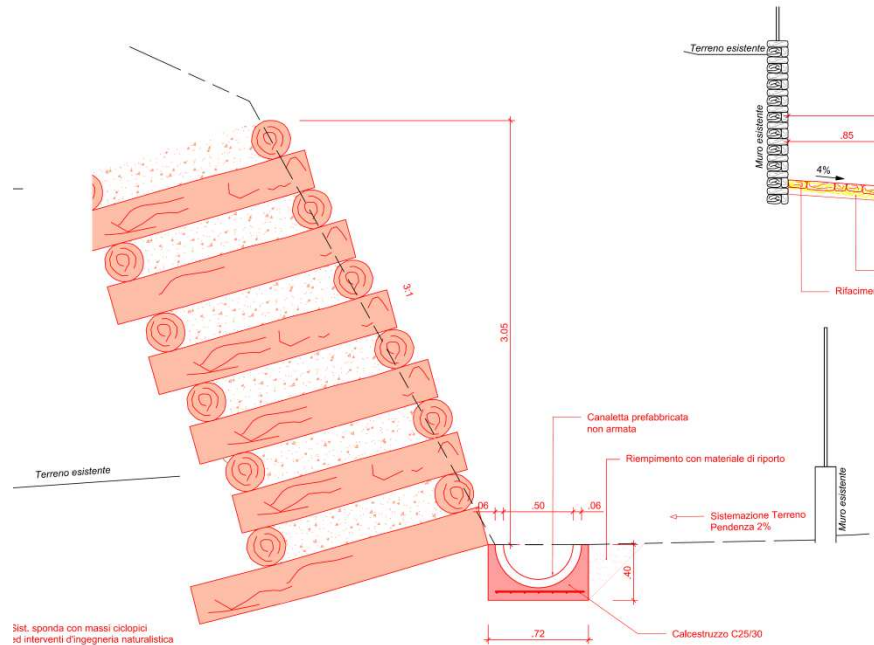 Terreno esistente
Muro esistente
.85
4%
3:1
3.05
Rifacime
Canaletta prefabbricata
non armata
Terreno esistente
Riempimento con materiale di riporto
.06
.50
.06
Sistemazione Terreno
Pendenza 2%
Muro esistente
.40
.72
Calcestruzzo C25/30
Sist. sponda con massi ciclopici
ed interventi d'ingegneria naturalistica